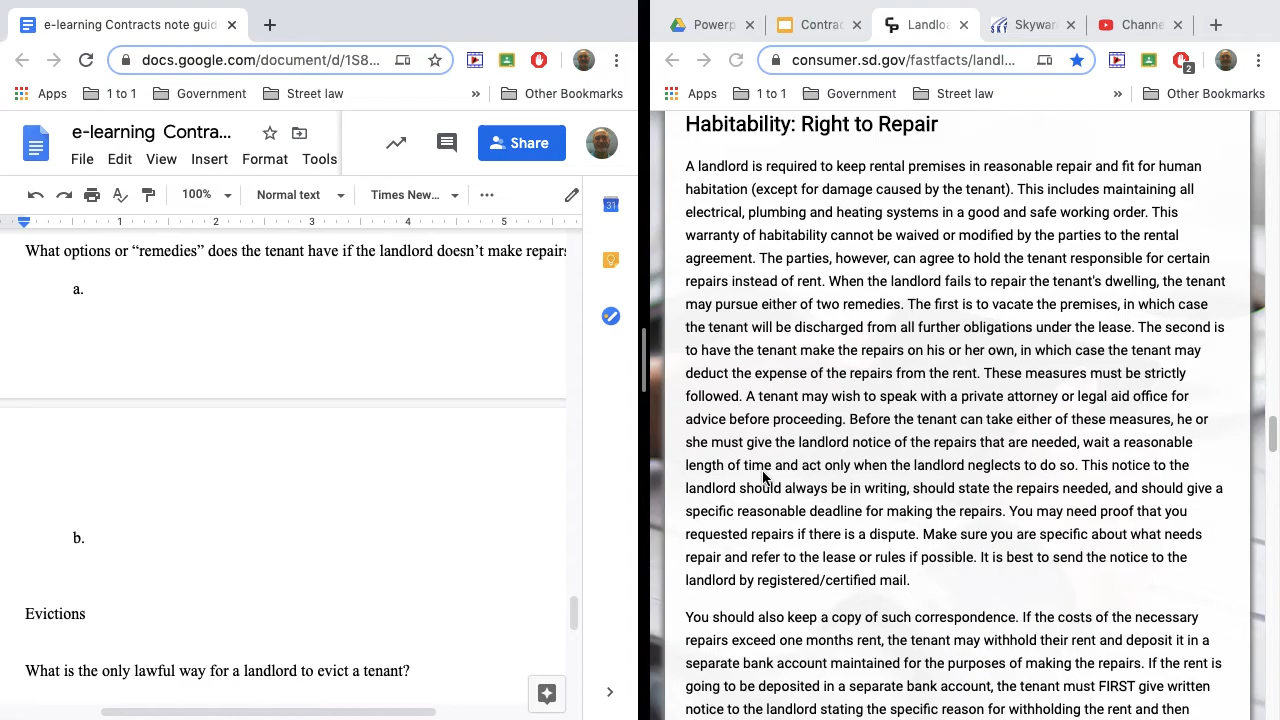 e-learning Contracts note guid
docs.google.com/document/d/1S8...
Apps
1 to 1
Government
Street law
»
Other Bookmarks
e-learning Contra...
File Edit View Insert Format Tools
Share
100%
Normal text
Times New...
31
1 2 3 4 5
What options or “remedies” does the tenant have if the landlord doesn’t make repairs
a.
b.
Evictions
What is the only lawful way for a landlord to evict a tenant?
Powerp
Contrac
Landloa
Skyward
Channe
consumer.sd.gov/fastfacts/landl...
2
Apps
1 to 1
Government
Street law
»
Other Bookmarks
Habitability: Right to Repair
A landlord is required to keep rental premises in reasonable repair and fit for human
habitation (except for damage caused by the tenant). This includes maintaining all
electrical, plumbing and heating systems in a good and safe working order. This
warranty of habitability cannot be waived or modified by the parties to the rental
agreement. The parties, however, can agree to hold the tenant responsible for certain
repairs instead of rent. When the landlord fails to repair the tenant's dwelling, the tenant
may pursue either of two remedies. The first is to vacate the premises, in which case
the tenant will be discharged from all further obligations under the lease. The second is
to have the tenant make the repairs on his or her own, in which case the tenant may
deduct the expense of the repairs from the rent. These measures must be strictly
followed. A tenant may wish to speak with a private attorney or legal aid office for
advice before proceeding. Before the tenant can take either of these measures, he or
she must give the landlord notice of the repairs that are needed, wait a reasonable
length of time and act only when the landlord neglects to do so. This notice to the
landlord should always be in writing, should state the repairs needed, and should give a
specific reasonable deadline for making the repairs. You may need proof that you
requested repairs if there is a dispute. Make sure you are specific about what needs
repair and refer to the lease or rules if possible. It is best to send the notice to the
landlord by registered/certified mail.
You should also keep a copy of such correspondence. If the costs of the necessary
repairs exceed one months rent, the tenant may withhold their rent and deposit it in a
separate bank account maintained for the purposes of making the repairs. If the rent is
going to be deposited in a separate bank account, the tenant must FIRST give written
notice to the landlord stating the specific reason for withholding the rent and then